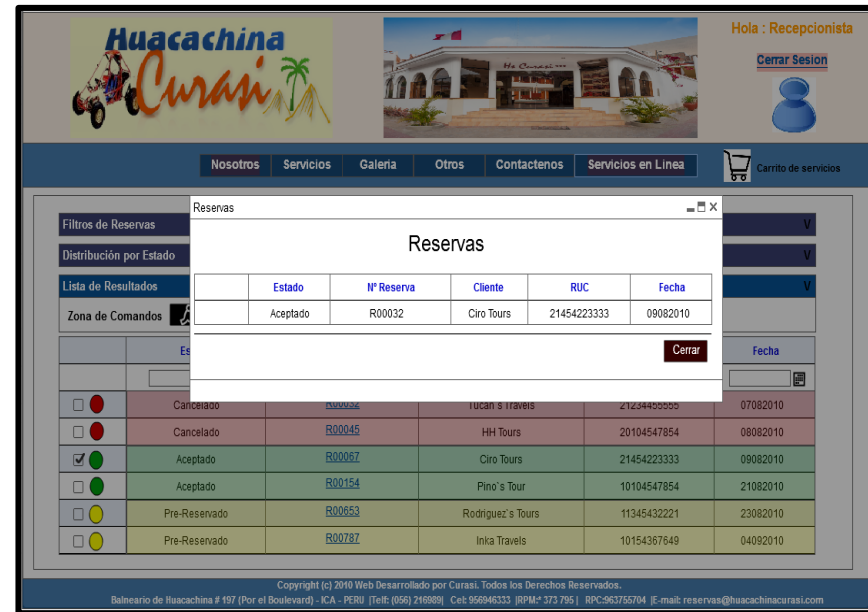 Huacachina
Curasi
Hs Curasi
Hola : Recepcionista
Cerrar Sesion
Nosotros Servicios Galeria Otros Contactenos Servicios en Linea Carrito de servicios
Filtros de Reservas V
Distribución por Estado V
Lista de Resultados V
Zona de Comandos
Reservas
Reservas
Estado Nº Reserva Cliente RUC Fecha
Aceptado R00032 Ciro Tours 21454223333 09082010
Cerrar
Es Fecha
Cancelado R00032 Tucan`s Travels 21234455555 07082010
Cancelado R00045 HH Tours 20104547854 08082010
Aceptado R00067 Ciro Tours 21454223333 09082010
Aceptado R00154 Pino`s Tour 10104547854 21082010
Pre-Reservado R00653 Rodriguez`s Tours 11345432221 23082010
Pre-Reservado R00787 Inka Travels 10154367649 04092010
Copyright (c) 2010 Web Desarrollado por Curasi. Todos los Derechos Reservados.
Balneario de Huacachina # 197 (Por el Boulevard) - ICA - PERU |Telf: (056) 216989| Cel: 956946333 |RPM:* 373 795 | RPC:963755704 |E-mail: reservas@huacachinacurasi.com